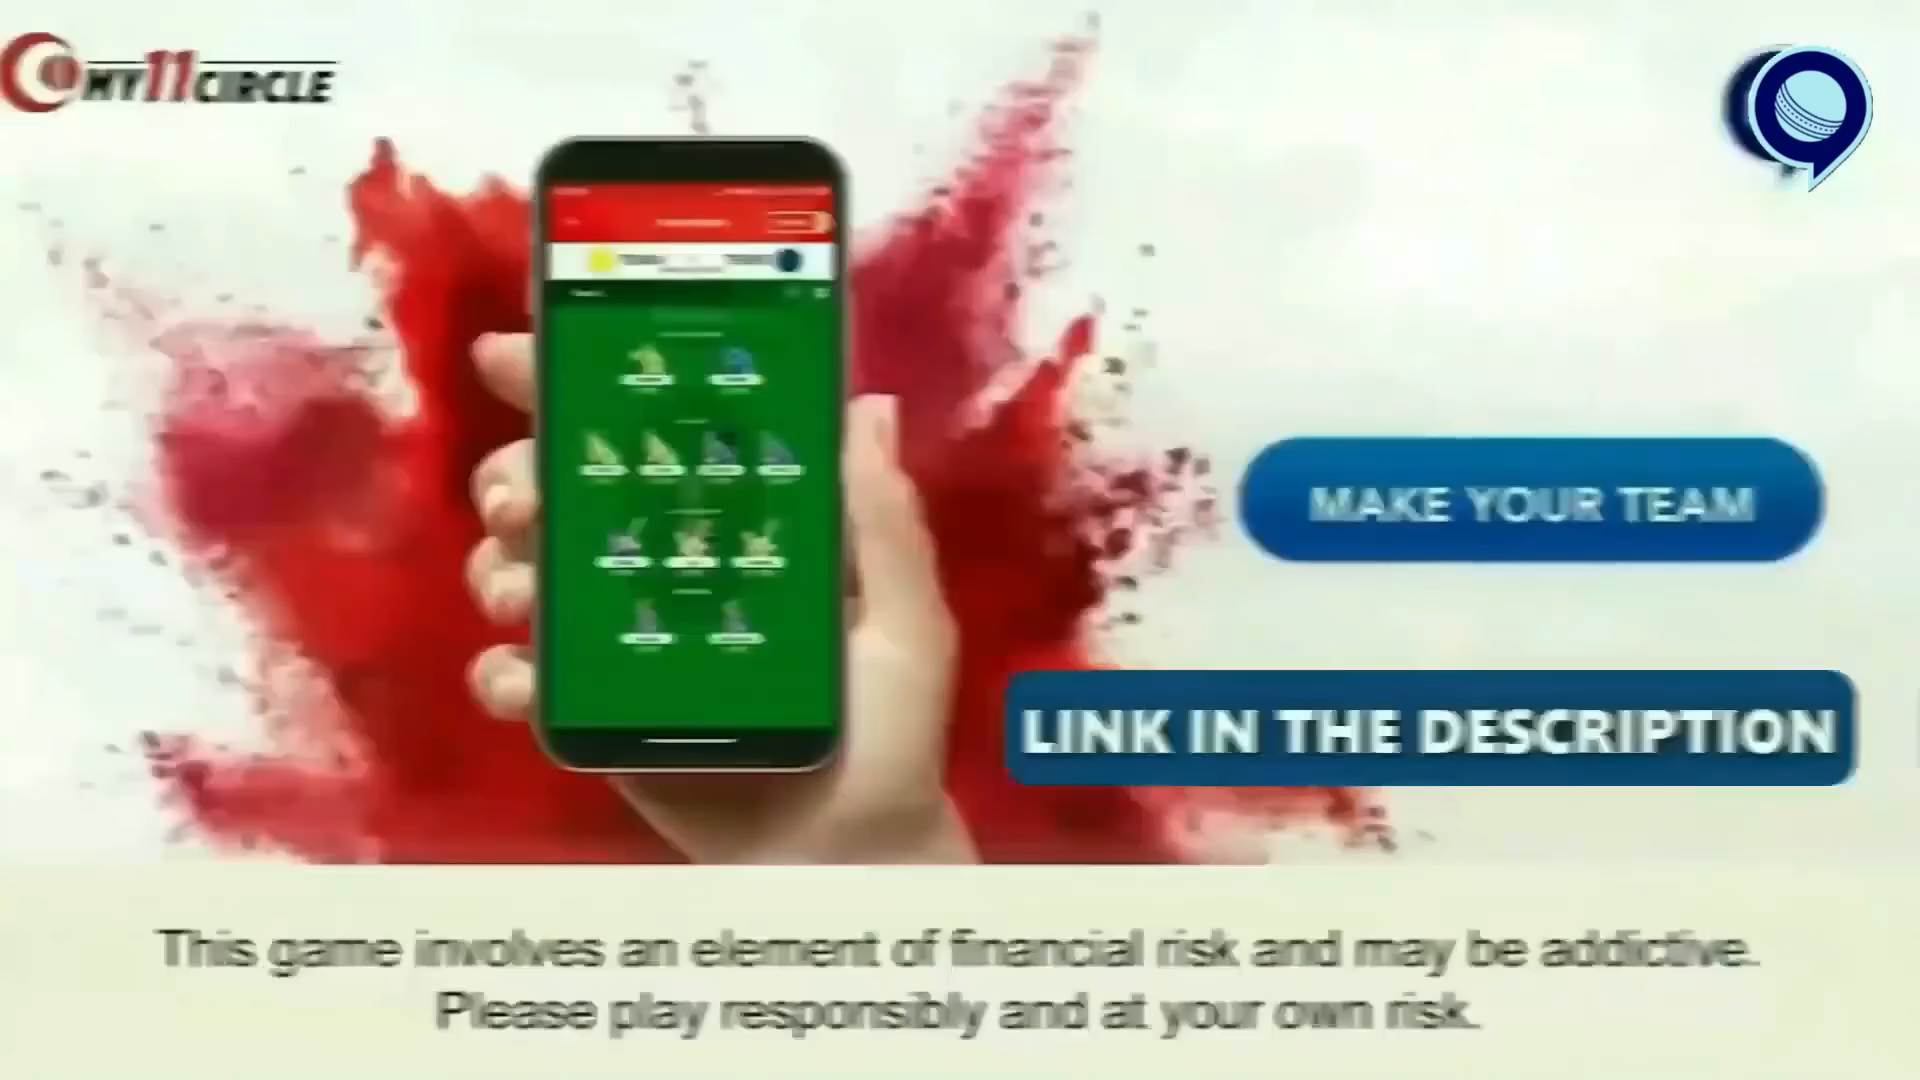 MY11CIRCLE
MAKE YOUR TEAM
LINK IN THE DESCRIPTION
This game involves an element of financial risk and may be addictive.
Please play responsibly and at your own risk.